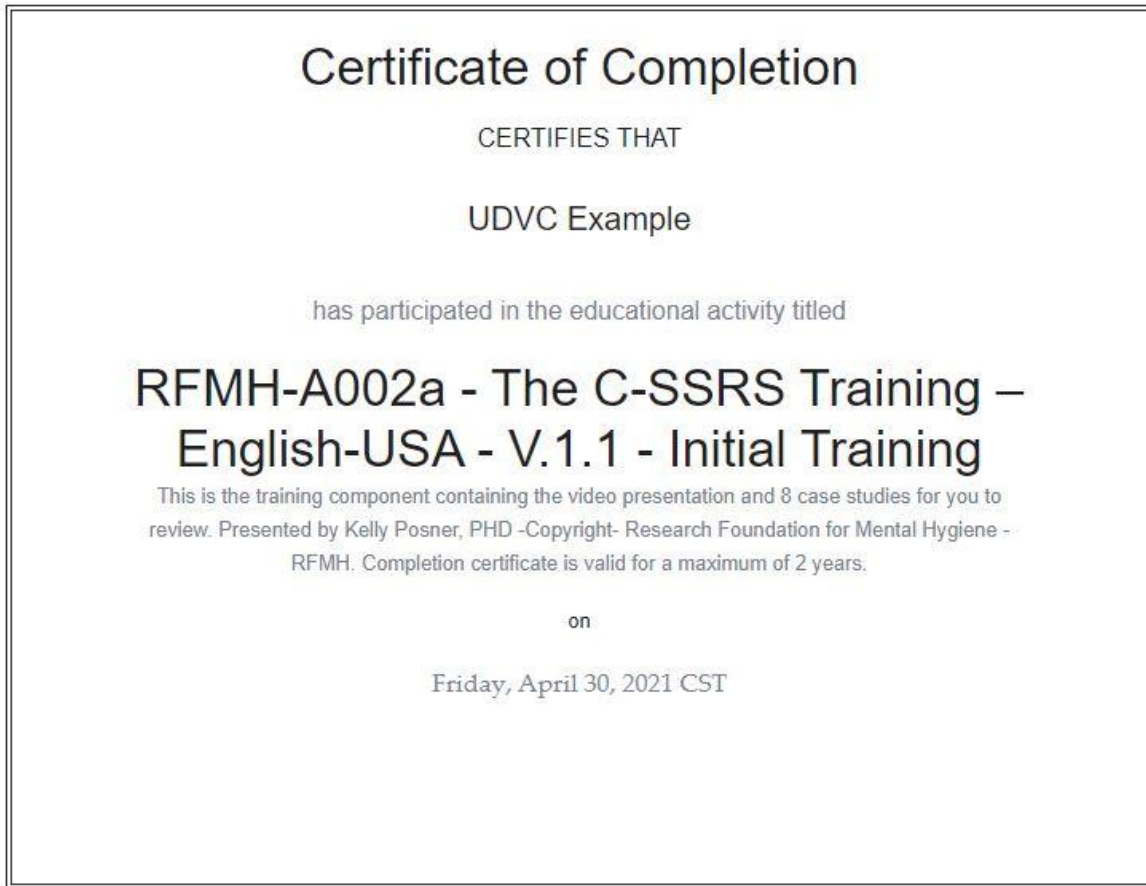 Certificate of Completion
CERTIFIES THAT
UDVC Example
has participated in the educational activity titled
RFMH-A002a - The C-SSRS Training –
English-USA - V.1.1 - Initial Training
This is the training component containing the video presentation and 8 case studies for you to
review. Presented by Kelly Posner, PHD -Copyright- Research Foundation for Mental Hygiene -
RFMH. Completion certificate is valid for a maximum of 2 years.
on
Friday, April 30, 2021 CST